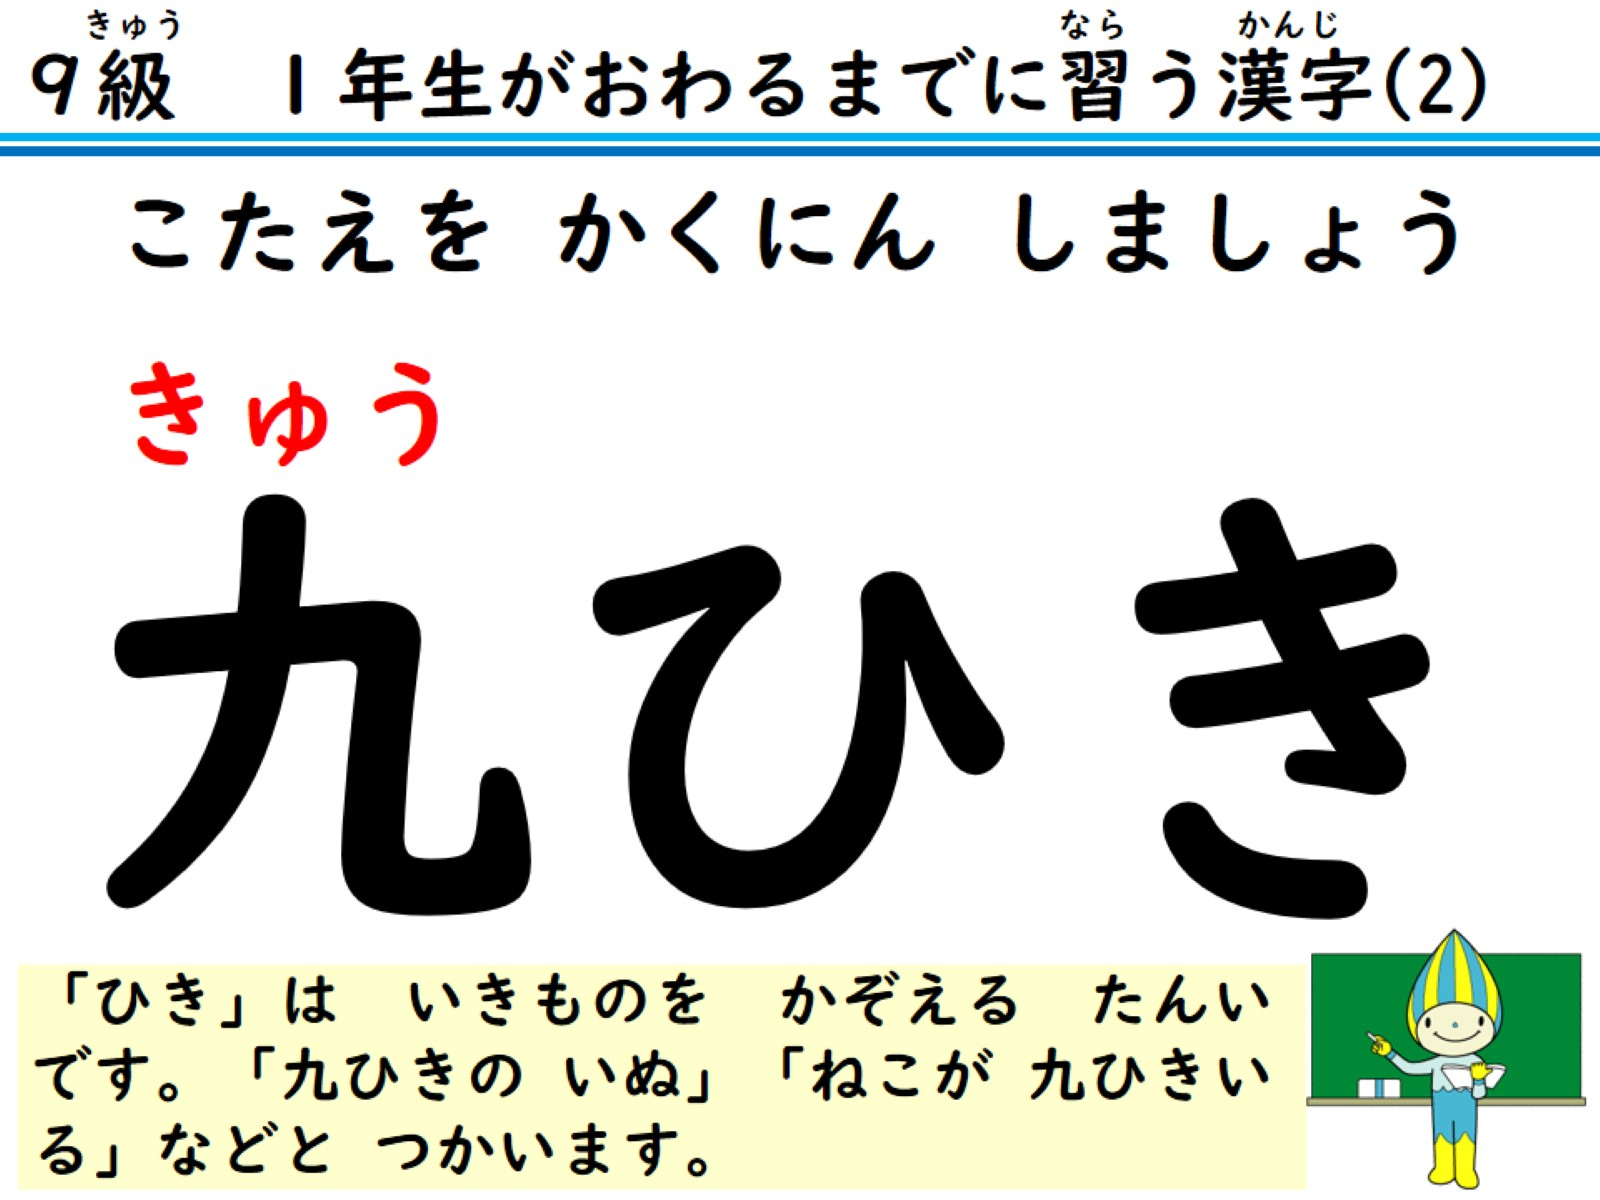 きゅう なら かんじ
9級　1年生がおわるまでに習う漢字(2)
こたえを かくにん しましょう
きゅう
九ひき
「ひき」は　いきものを　かぞえる　たんい
です。「九ひきの いぬ」「ねこが 九ひきい
る」などと つかいます。